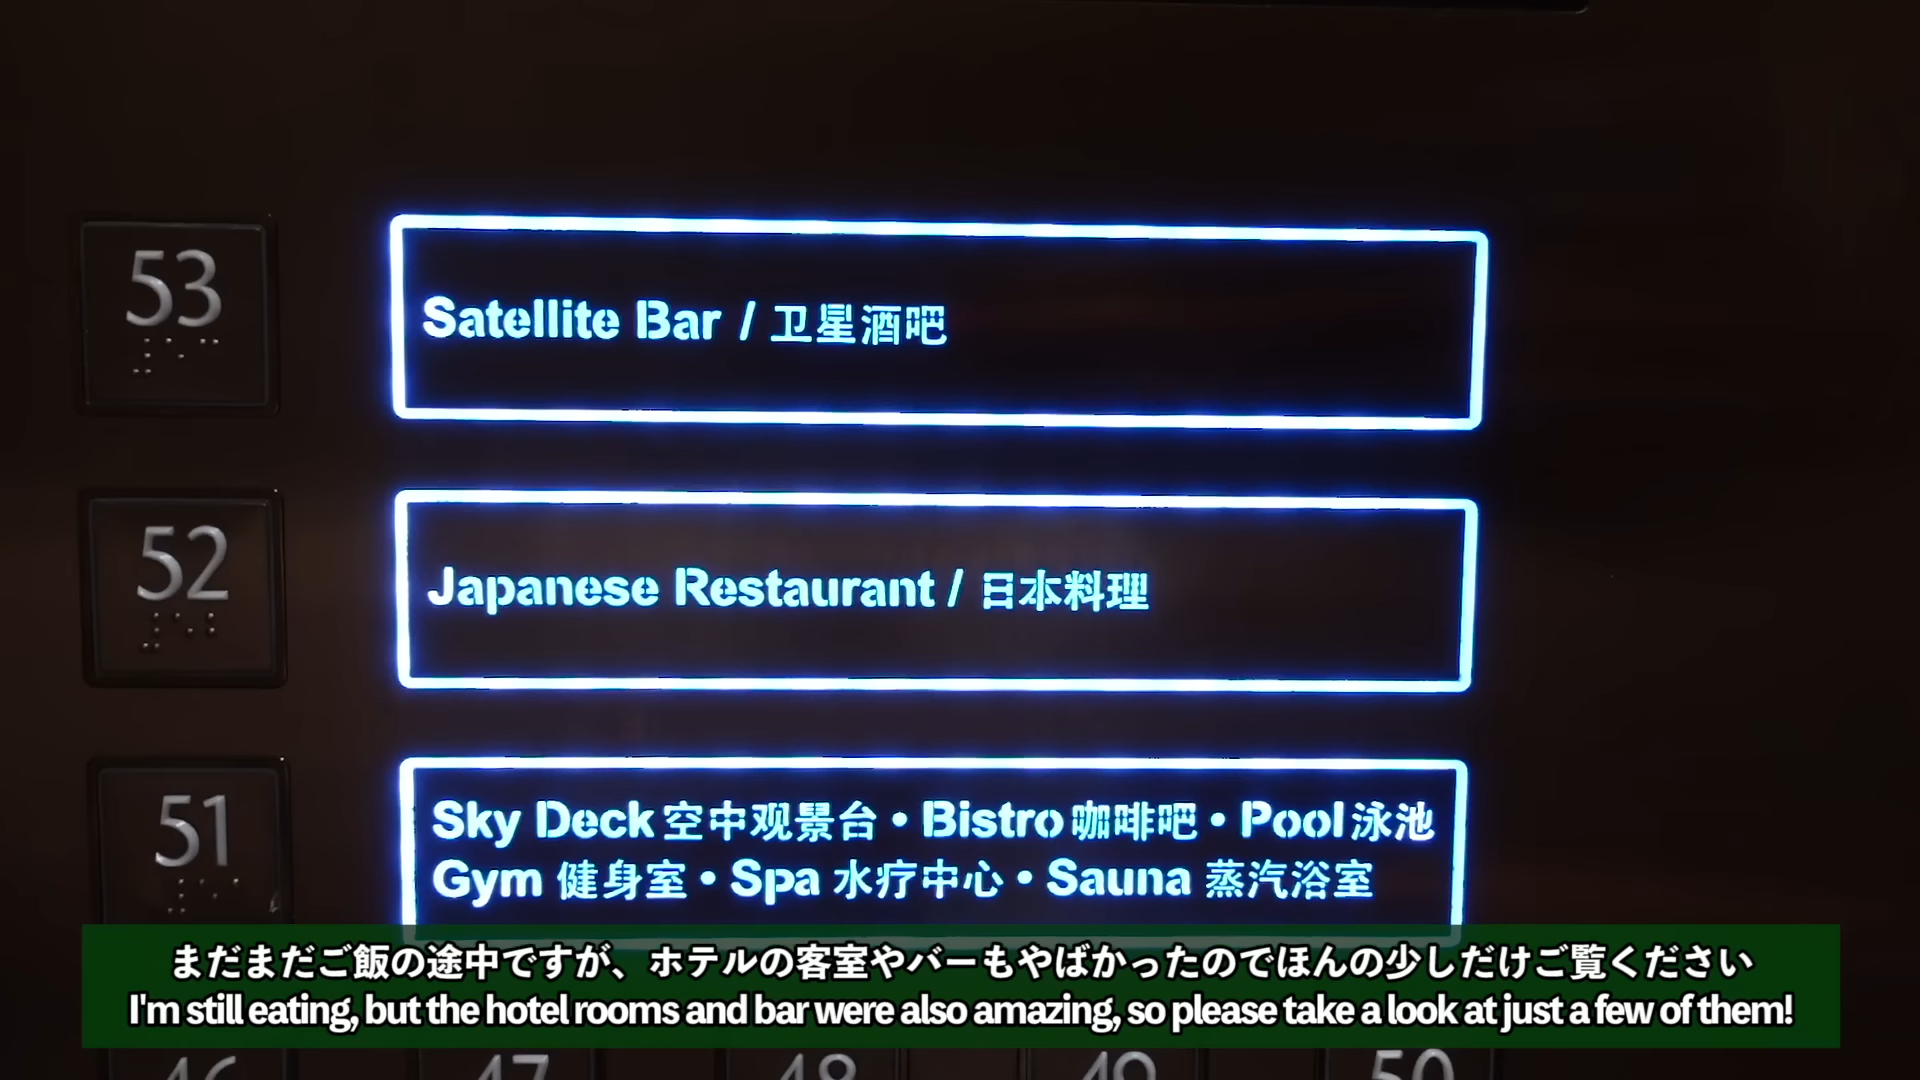 53
Satellite Bar / 卫星酒吧
52
Japanese Restaurant / 日本料理
51
Sky Deck 空中观景台 • Bistro 咖啡吧 • Pool 泳池
Gym 健身室 • Spa 水疗中心 • Sauna 蒸汽浴室
まだまだご飯の途中ですが、ホテルの客室やバーもやばかったのでほんの少しだけご覧ください
I'm still eating, but the hotel rooms and bar were also amazing, so please take a look at just a few of them!
46 47 48 49 50